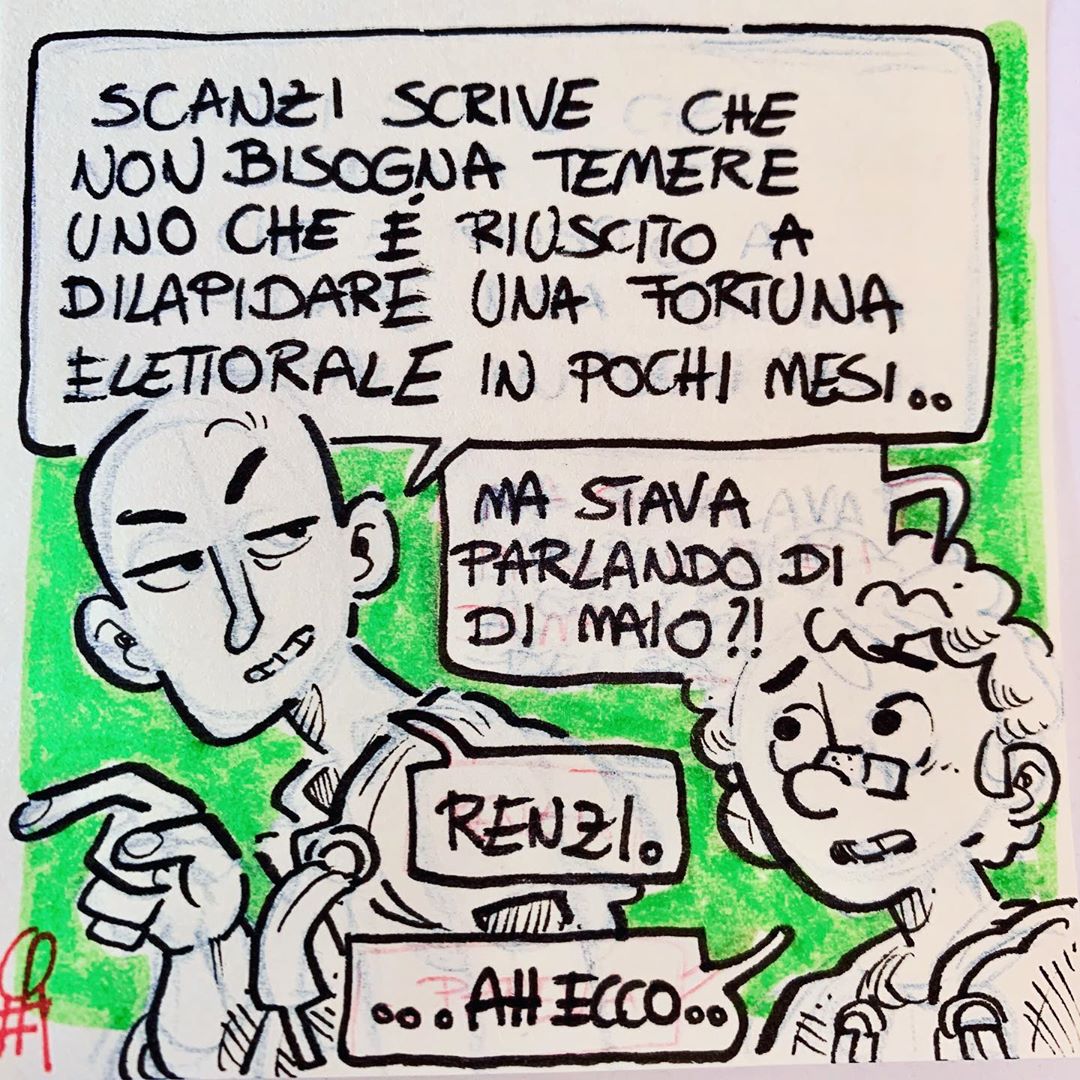 SCANZI SCRIVE CHE
NON BISOGNA TEMERE
UNO CHE È RIUSCITO A
DILAPIDARE UNA FORTUNA
ELETTORALE IN POCHI MESI..
MA STAVA
PARLANDO DI
DI MAIO?!
RENZI.
....AH ECCO..